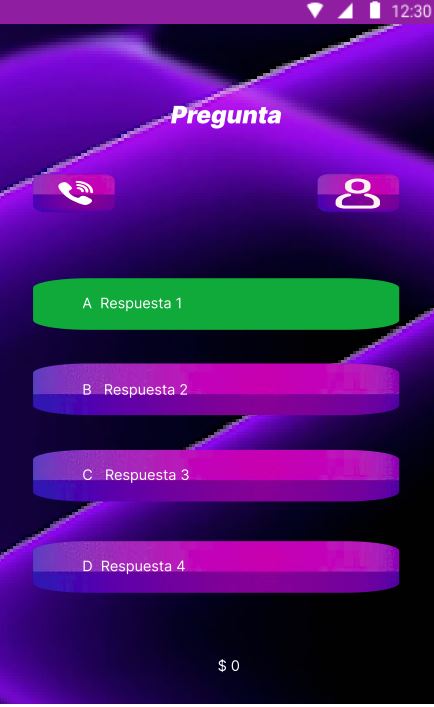 12:30
Pregunta
A Respuesta 1
B Respuesta 2
C Respuesta 3
D Respuesta 4
$ 0